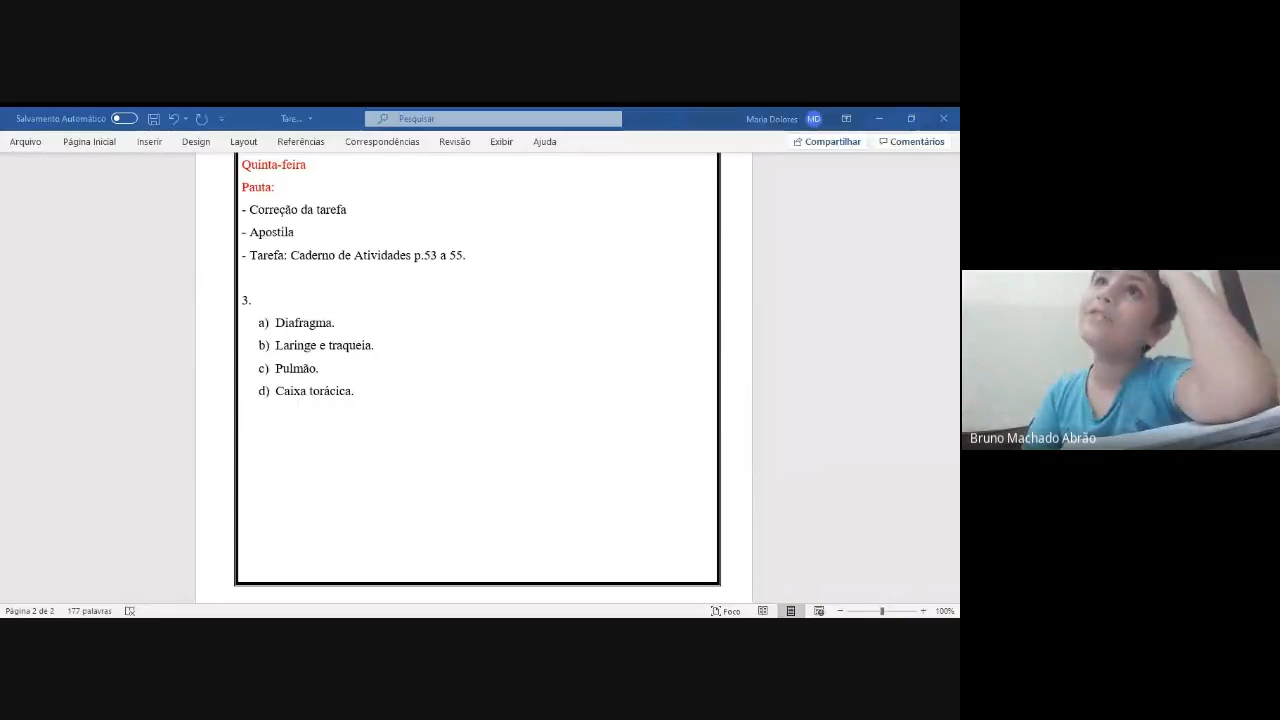 Salvamento Automático
Tare...
Pesquisar
Maria Dolores
MD
Arquivo
Página Inicial
Inserir
Design
Layout
Referências
Correspondências
Revisão
Exibir
Ajuda
Compartilhar
Comentários
Quinta-feira
Pauta:
- Correção da tarefa
- Apostila
- Tarefa: Caderno de Atividades p.53 a 55.
3.
a) Diafragma.
b) Laringe e traqueia.
c) Pulmão.
d) Caixa torácica.
Bruno Machado Abrão
Página 2 de 2
177 palavras
Foco
100%